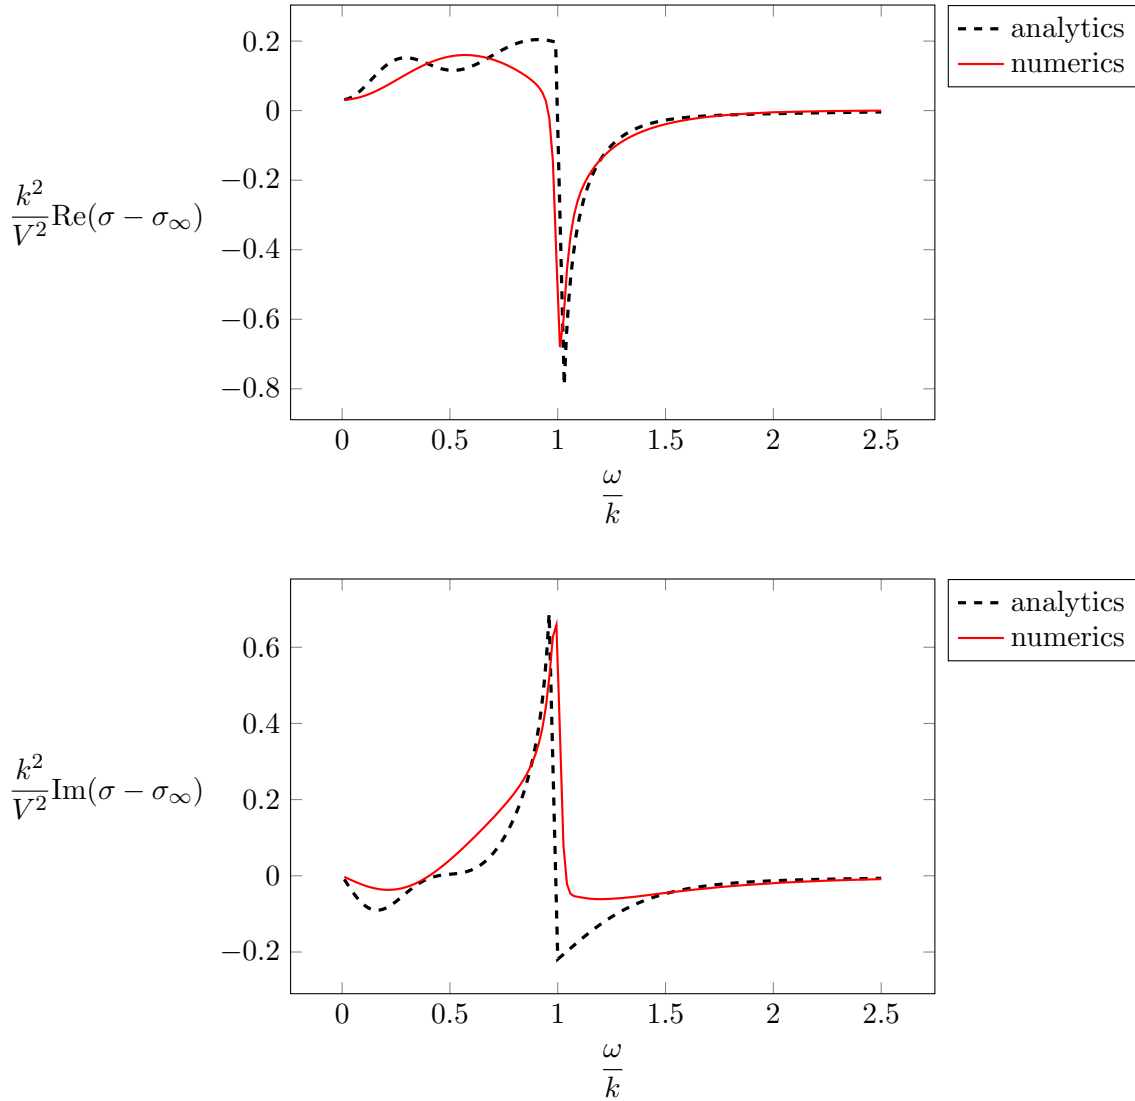 analytics
numerics
0.2
0
−0.2
−0.4
−0.6
−0.8
k²/V² Re(σ − σ∞)
0 0.5 1 1.5 2 2.5
ω/k
analytics
numerics
0.6
0.4
0.2
0
−0.2
k²/V² Im(σ − σ∞)
0 0.5 1 1.5 2 2.5
ω/k